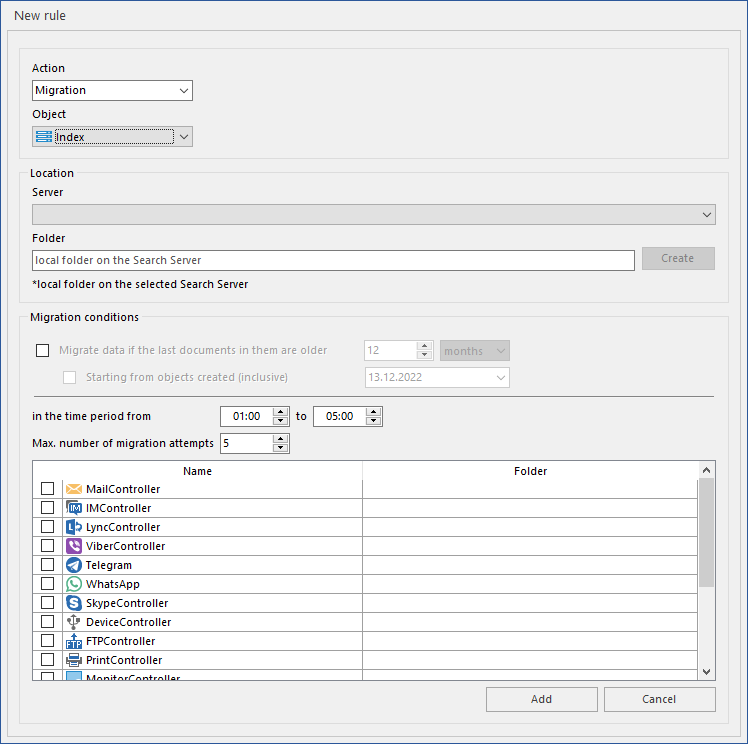 New rule
Action
Migration
Object
Index
Location
Server
Folder
local folder on the Search Server
Create
*local folder on the selected Search Server
Migration conditions
Migrate data if the last documents in them are older 12 months
Starting from objects created (inclusive) 13.12.2022
in the time period from 01:00 to 05:00
Max. number of migration attempts 5
Name Folder
MailController
IM IMController
LyncController
ViberController
Telegram
WhatsApp
SkypeController
DeviceController
FTP FTPController
PrintController
MonitorController
Add Cancel